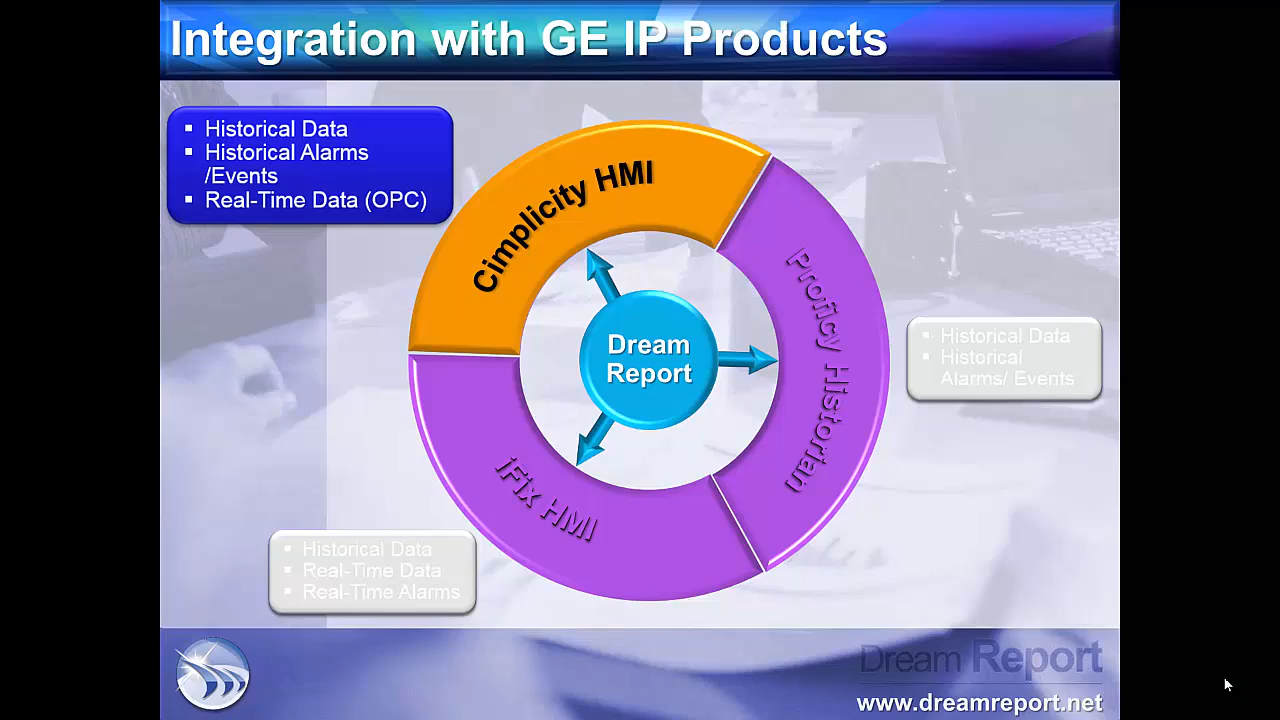 Integration with GE IP Products
▪ Historical Data
▪ Historical Alarms
/Events
▪ Real-Time Data (OPC)
Cimplicity HMI
Proficy Historian
Dream
Report
▪ Historical Data
▪ Historical
Alarms/ Events
iFix HMI
▪ Historical Data
▪ Real-Time Data
▪ Real-Time Alarms
Dream Report
www.dreamreport.net